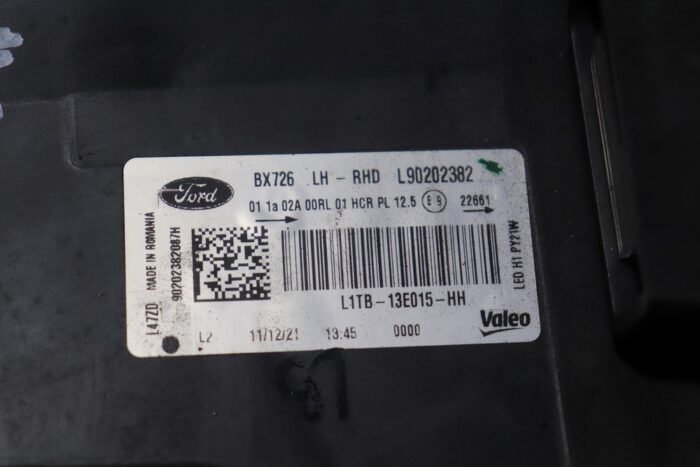 Ford
BX726 LH - RHD L90202382
01 1a 02A 00RL 01 HCR PL 12.5 E9 22661
L47ZD MADE IN ROMANIA
90202382087H
LED H1 PY21W
L1TB-13E015-HH
L2 11/12/21 13:45 0000
Valeo